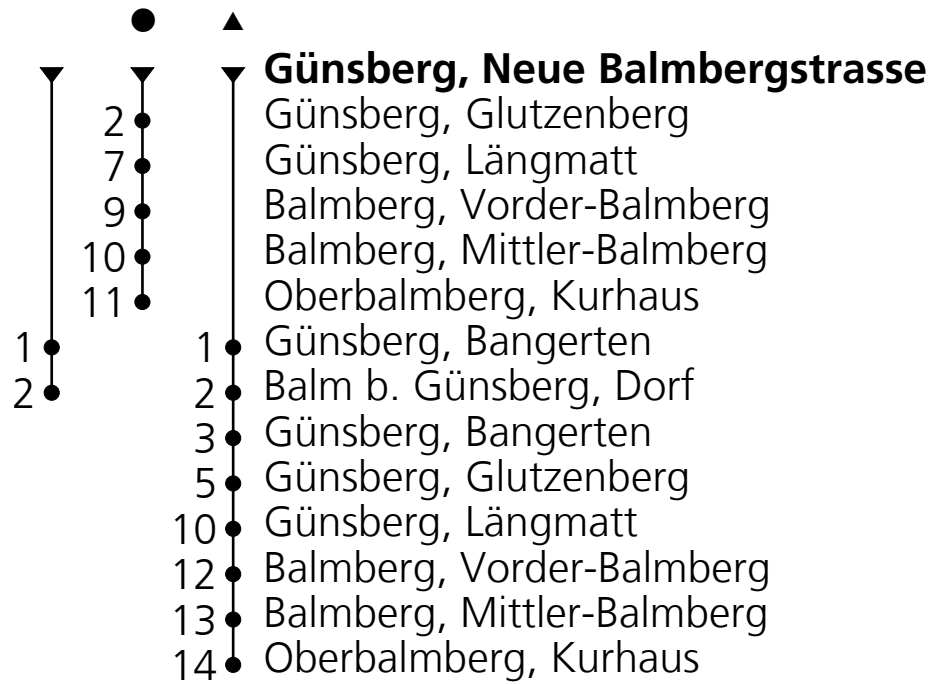 Günsberg, Neue Balmbergstrasse
2 Günsberg, Glutzenberg
7 Günsberg, Längmatt
9 Balmberg, Vorder-Balmberg
10 Balmberg, Mittler-Balmberg
11 Oberbalmberg, Kurhaus
1 1 Günsberg, Bangerten
2 2 Balm b. Günsberg, Dorf
3 Günsberg, Bangerten
5 Günsberg, Glutzenberg
10 Günsberg, Längmatt
12 Balmberg, Vorder-Balmberg
13 Balmberg, Mittler-Balmberg
14 Oberbalmberg, Kurhaus